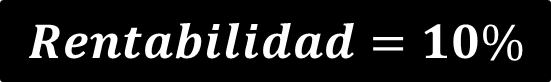 Rentabilidad = 10%